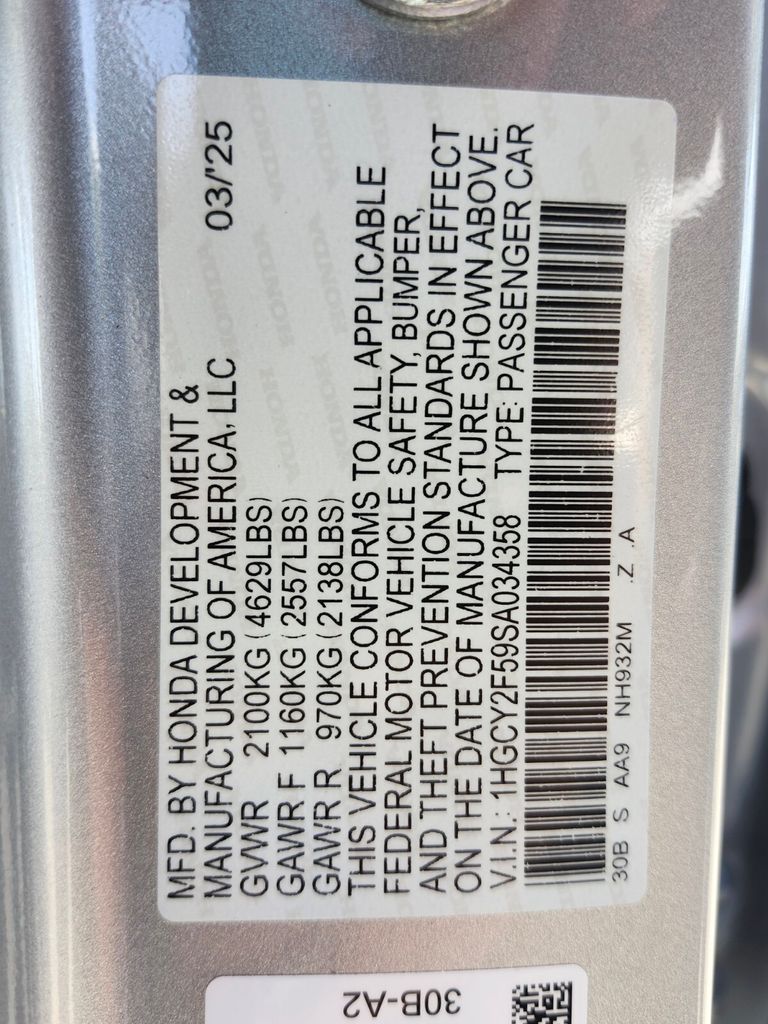 MFD. BY HONDA DEVELOPMENT &
MANUFACTURING OF AMERICA, LLC 03/'25
GVWR 2100KG (4629LBS)
GAWR F 1160KG (2557LBS)
GAWR R 970KG (2138LBS)
THIS VEHICLE CONFORMS TO ALL APPLICABLE
FEDERAL MOTOR VEHICLE SAFETY, BUMPER,
AND THEFT PREVENTION STANDARDS IN EFFECT
ON THE DATE OF MANUFACTURE SHOWN ABOVE.
V.I.N.: 1HGCY2F59SA034358 TYPE: PASSENGER CAR
30B S AA9 NH932M .Z .A
30B-A2